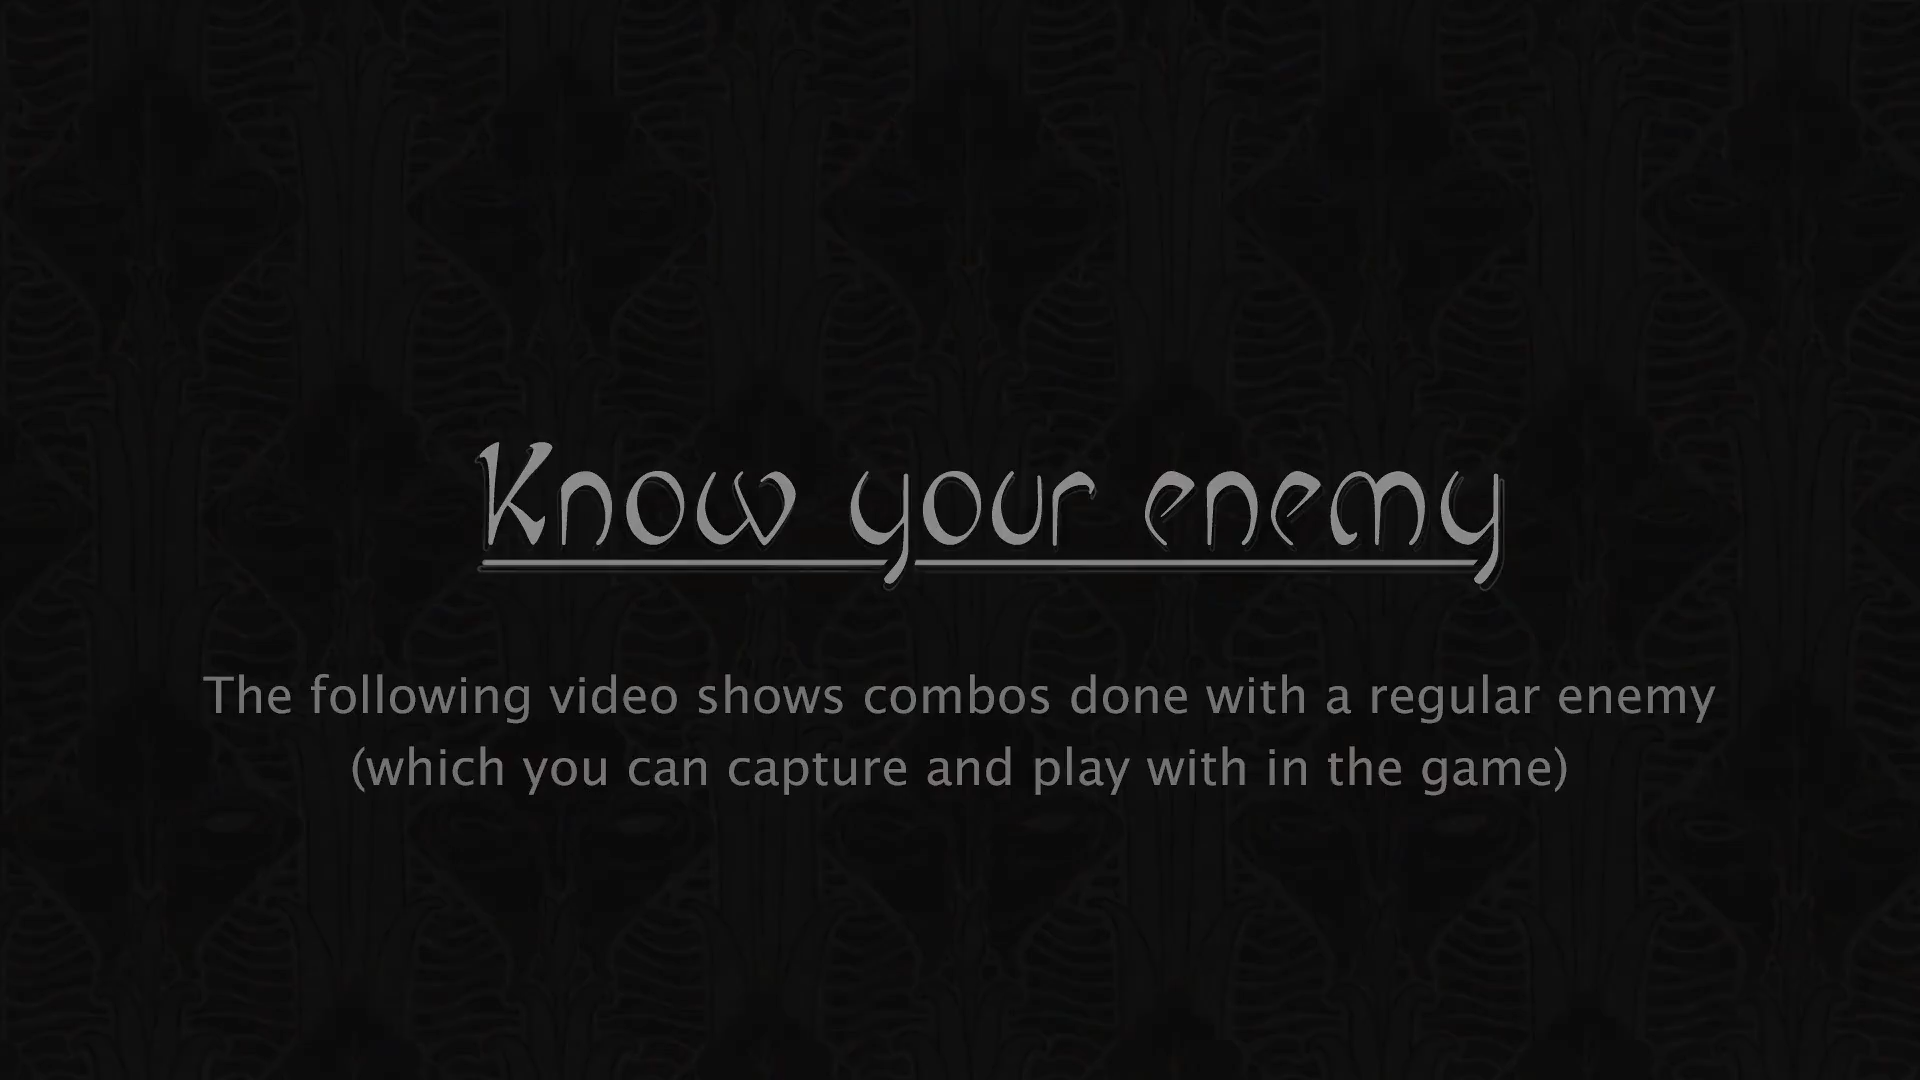 Know your enemy
The following video shows combos done with a regular enemy
(which you can capture and play with in the game)